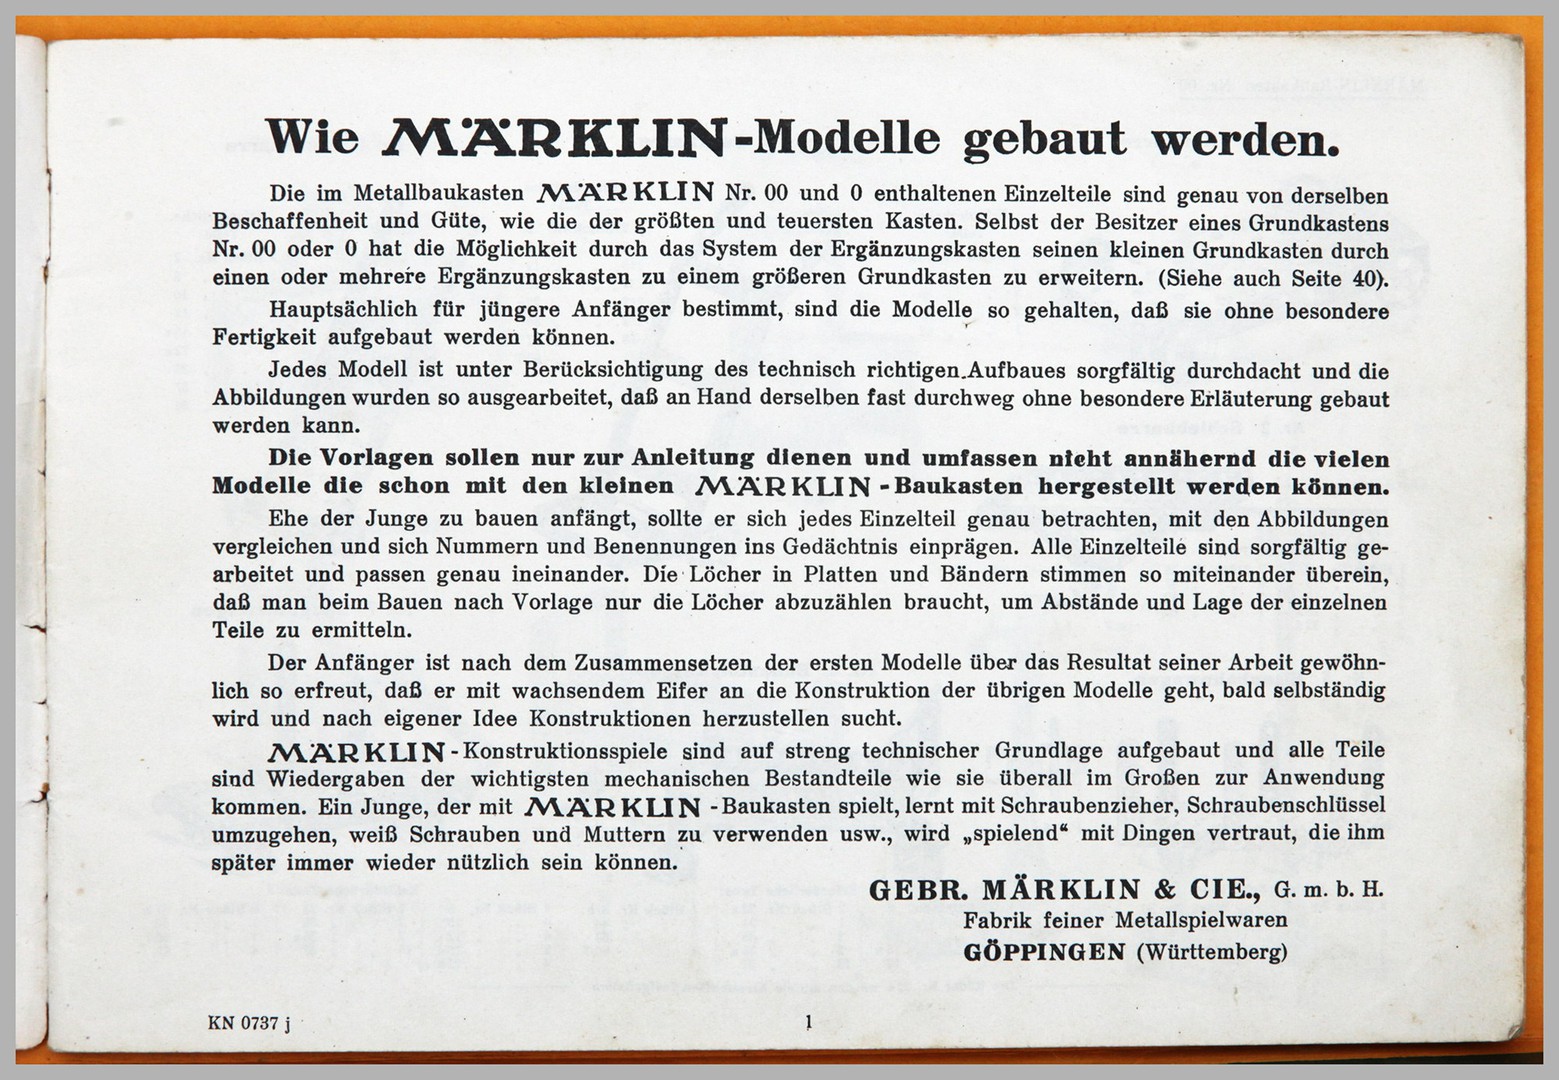 Wie MÄRKLIN-Modelle gebaut werden.
Die im Metallbaukasten MÄRKLIN Nr. 00 und 0 enthaltenen Einzelteile sind genau von derselben
Beschaffenheit und Güte, wie die der größten und teuersten Kasten. Selbst der Besitzer eines Grundkastens
Nr. 00 oder 0 hat die Möglichkeit durch das System der Ergänzungskasten seinen kleinen Grundkasten durch
einen oder mehrere Ergänzungskasten zu einem größeren Grundkasten zu erweitern. (Siehe auch Seite 40).
Hauptsächlich für jüngere Anfänger bestimmt, sind die Modelle so gehalten, daß sie ohne besondere
Fertigkeit aufgebaut werden können.
Jedes Modell ist unter Berücksichtigung des technisch richtigen Aufbaues sorgfältig durchdacht und die
Abbildungen wurden so ausgearbeitet, daß an Hand derselben fast durchweg ohne besondere Erläuterung gebaut
werden kann.
Die Vorlagen sollen nur zur Anleitung dienen und umfassen nicht annähernd die vielen
Modelle die schon mit den kleinen MÄRKLIN-Baukasten hergestellt werden können.
Ehe der Junge zu bauen anfängt, sollte er sich jedes Einzelteil genau betrachten, mit den Abbildungen
vergleichen und sich Nummern und Benennungen ins Gedächtnis einprägen. Alle Einzelteile sind sorgfältig ge-
arbeitet und passen genau ineinander. Die Löcher in Platten und Bändern stimmen so miteinander überein,
daß man beim Bauen nach Vorlage nur die Löcher abzuzählen braucht, um Abstände und Lage der einzelnen
Teile zu ermitteln.
Der Anfänger ist nach dem Zusammensetzen der ersten Modelle über das Resultat seiner Arbeit gewöhn-
lich so erfreut, daß er mit wachsendem Eifer an die Konstruktion der übrigen Modelle geht, bald selbständig
wird und nach eigener Idee Konstruktionen herzustellen sucht.
MÄRKLIN-Konstruktionsspiele sind auf streng technischer Grundlage aufgebaut und alle Teile
sind Wiedergaben der wichtigsten mechanischen Bestandteile wie sie überall im Großen zur Anwendung
kommen. Ein Junge, der mit MÄRKLIN-Baukasten spielt, lernt mit Schraubenzieher, Schraubenschlüssel
umzugehen, weiß Schrauben und Muttern zu verwenden usw., wird „spielend“ mit Dingen vertraut, die ihm
später immer wieder nützlich sein können.
GEBR. MÄRKLIN & CIE., G. m. b. H.
Fabrik feiner Metallspielwaren
GÖPPINGEN (Württemberg)
KN 0737 j
1